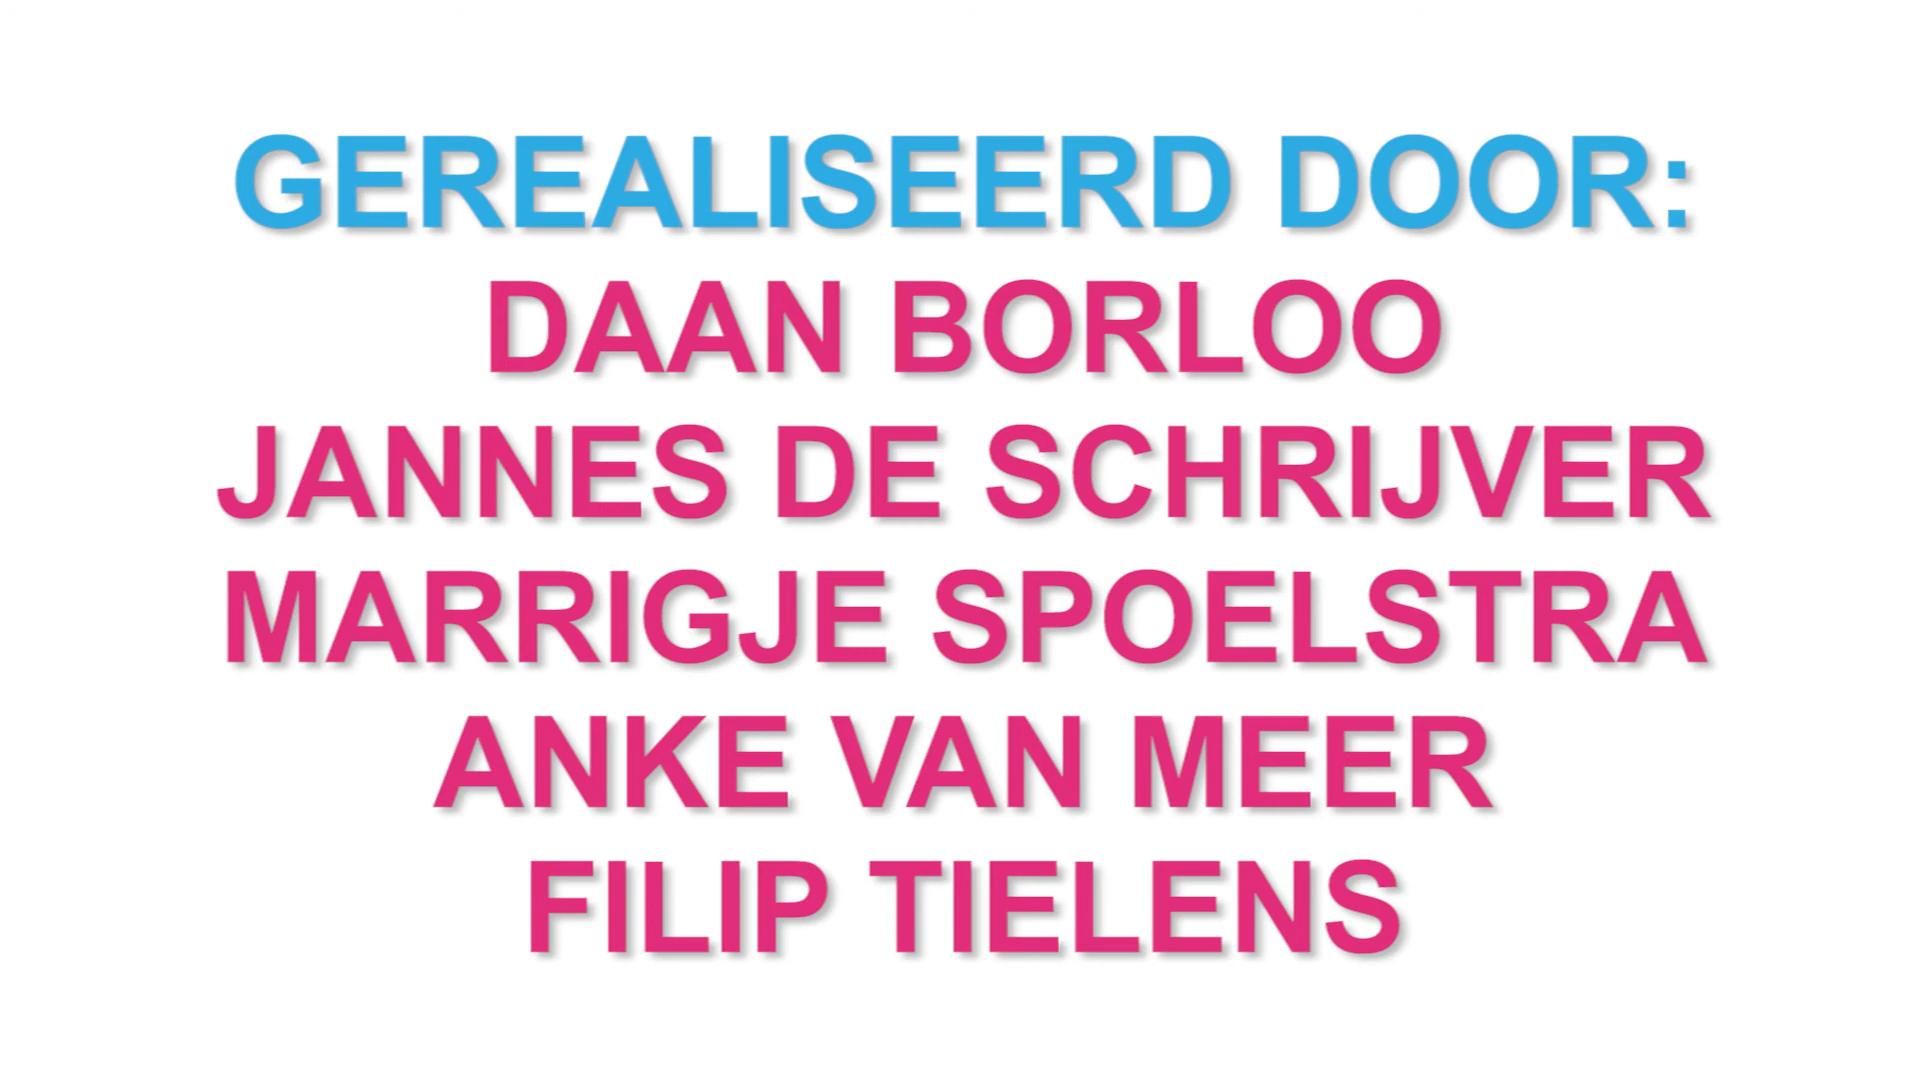 GEREALISEERD DOOR:
DAAN BORLOO
JANNES DE SCHRIJVER
MARRIGJE SPOELSTRA
ANKE VAN MEER
FILIP TIELENS